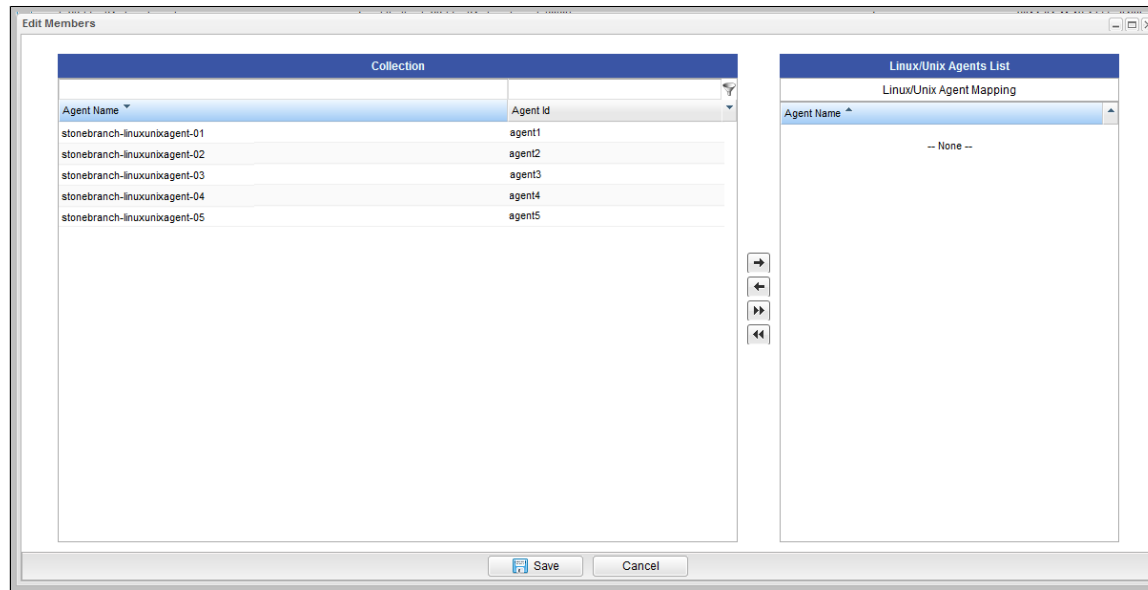 Edit Members
Collection
Linux/Unix Agents List
Linux/Unix Agent Mapping
Agent Name Agent Id
Agent Name
stonebranch-linuxunixagent-01 agent1
stonebranch-linuxunixagent-02 agent2
stonebranch-linuxunixagent-03 agent3
stonebranch-linuxunixagent-04 agent4
stonebranch-linuxunixagent-05 agent5
-- None --
Save Cancel